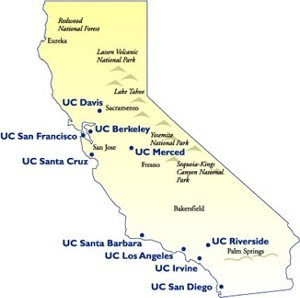 Redwood
National Forest
Eureka
Lassen Volcanic
National Park
Lake Tahoe
UC Davis
Sacramento
UC Berkeley
UC San Francisco
Yosemite
National Park
UC Merced
San Jose
UC Santa Cruz
Fresno
Sequoia-Kings
Canyon National
Park
Bakersfield
UC Santa Barbara
UC Riverside
UC Los Angeles
Palm Springs
UC Irvine
UC San Diego